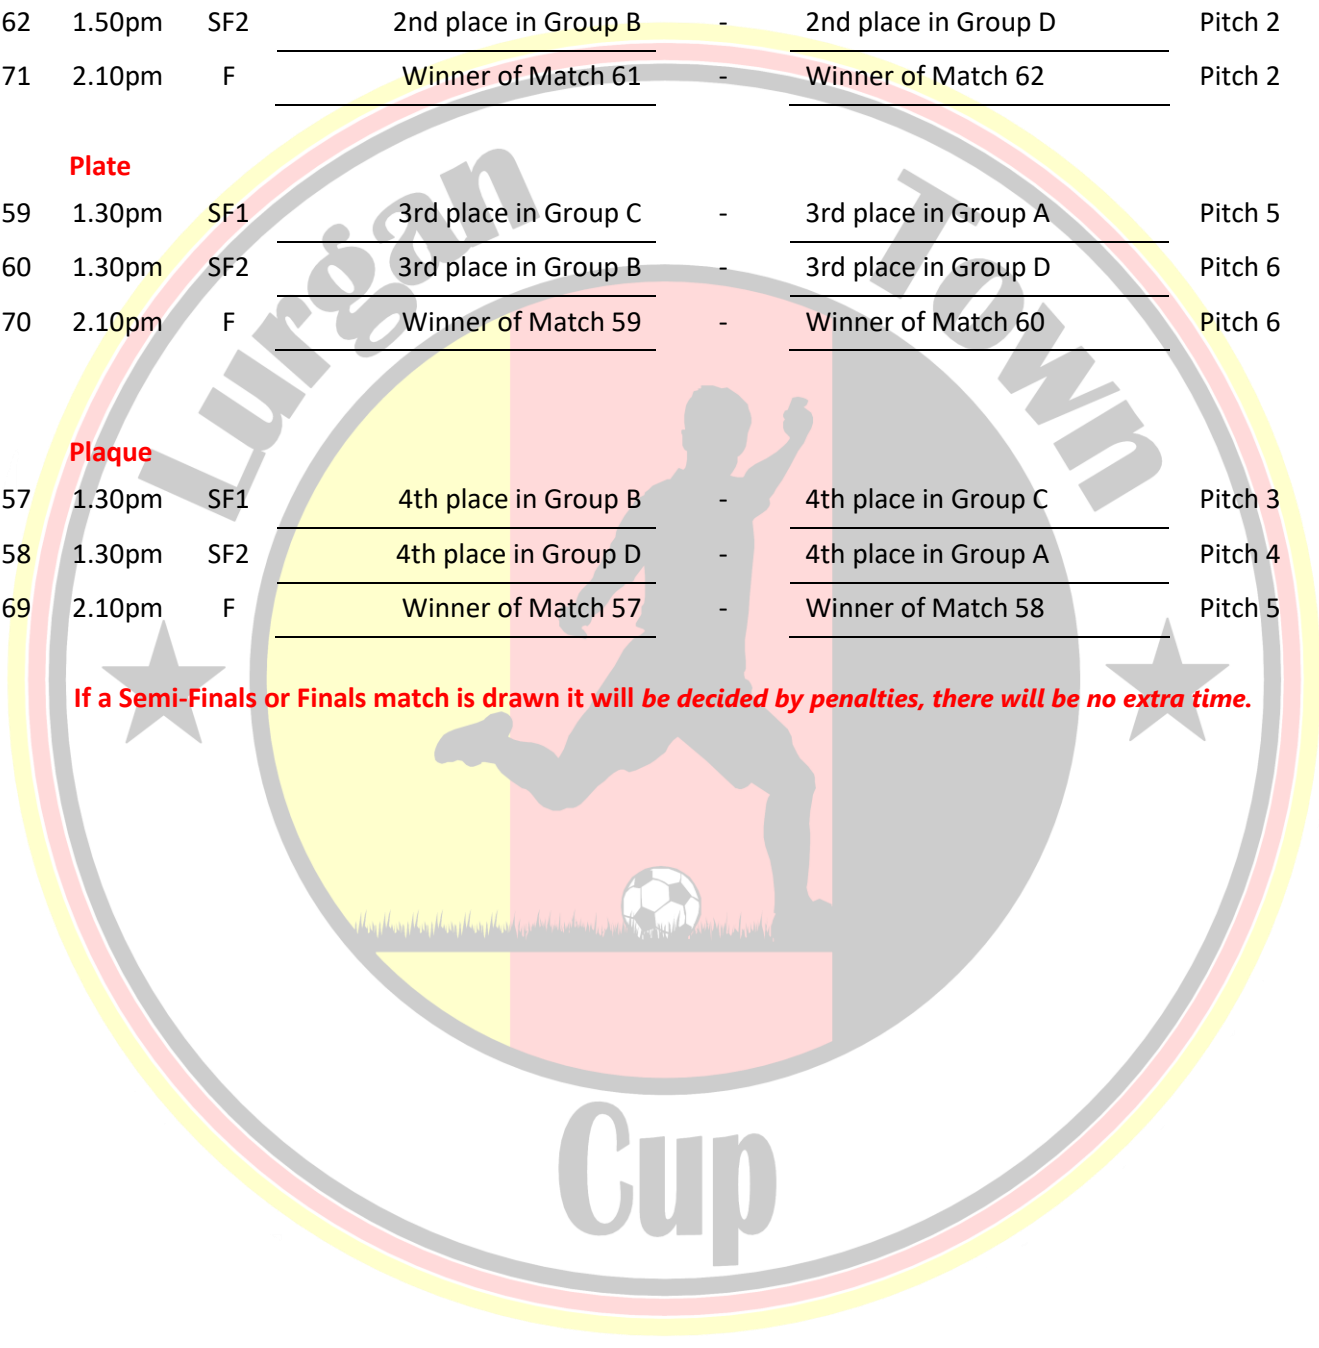 62 1.50pm SF2 2nd place in Group B - 2nd place in Group D Pitch 2
71 2.10pm F Winner of Match 61 - Winner of Match 62 Pitch 2
Plate
59 1.30pm SF1 3rd place in Group C - 3rd place in Group A Pitch 5
60 1.30pm SF2 3rd place in Group B - 3rd place in Group D Pitch 6
70 2.10pm F Winner of Match 59 - Winner of Match 60 Pitch 6
Plaque
57 1.30pm SF1 4th place in Group B - 4th place in Group C Pitch 3
58 1.30pm SF2 4th place in Group D - 4th place in Group A Pitch 4
69 2.10pm F Winner of Match 57 - Winner of Match 58 Pitch 5
If a Semi-Finals or Finals match is drawn it will be decided by penalties, there will be no extra time.
Lurgan Town
Cup